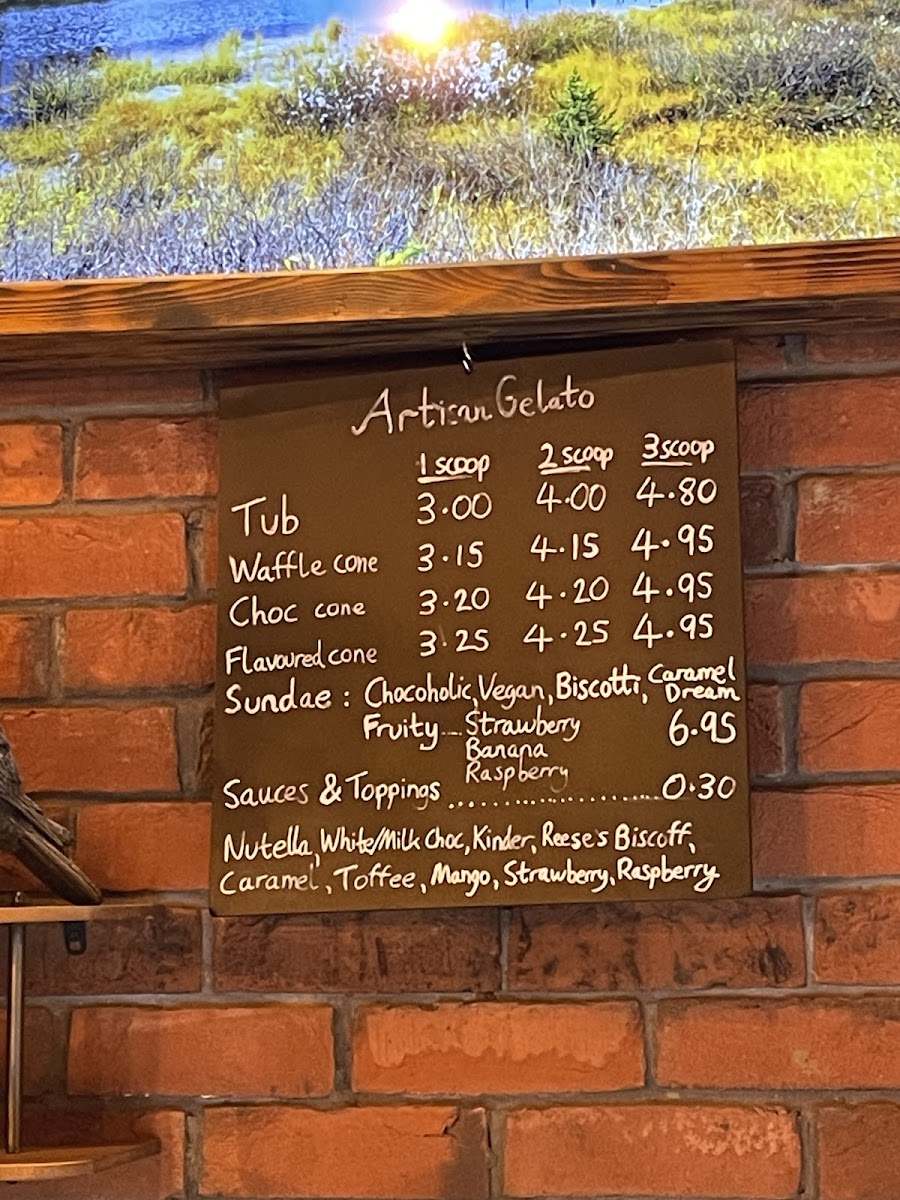 Artisan Gelato
1 scoop 2 scoop 3 scoop
Tub 3.00 4.00 4.80
Waffle cone 3.15 4.15 4.95
Choc cone 3.20 4.20 4.95
Flavoured cone 3.25 4.25 4.95
Sundae : Chocoholic, Vegan, Biscotti, Caramel Dream
Fruity... Strawberry 6.95
Banana
Raspberry
Sauces & Toppings ........................ 0.30
Nutella, White/Milk Choc, Kinder, Reese's Biscoff,
Caramel, Toffee, Mango, Strawberry, Raspberry